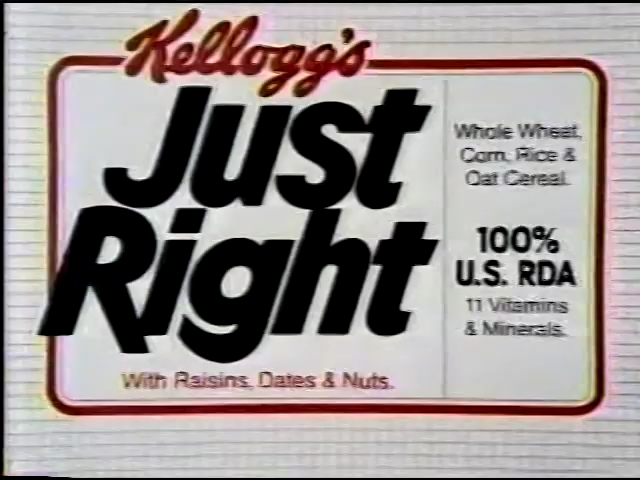 Kellogg's
Just
Right
With Raisins, Dates & Nuts.
Whole Wheat,
Corn, Rice &
Oat Cereal.
100%
U.S. RDA
11 Vitamins
& Minerals.